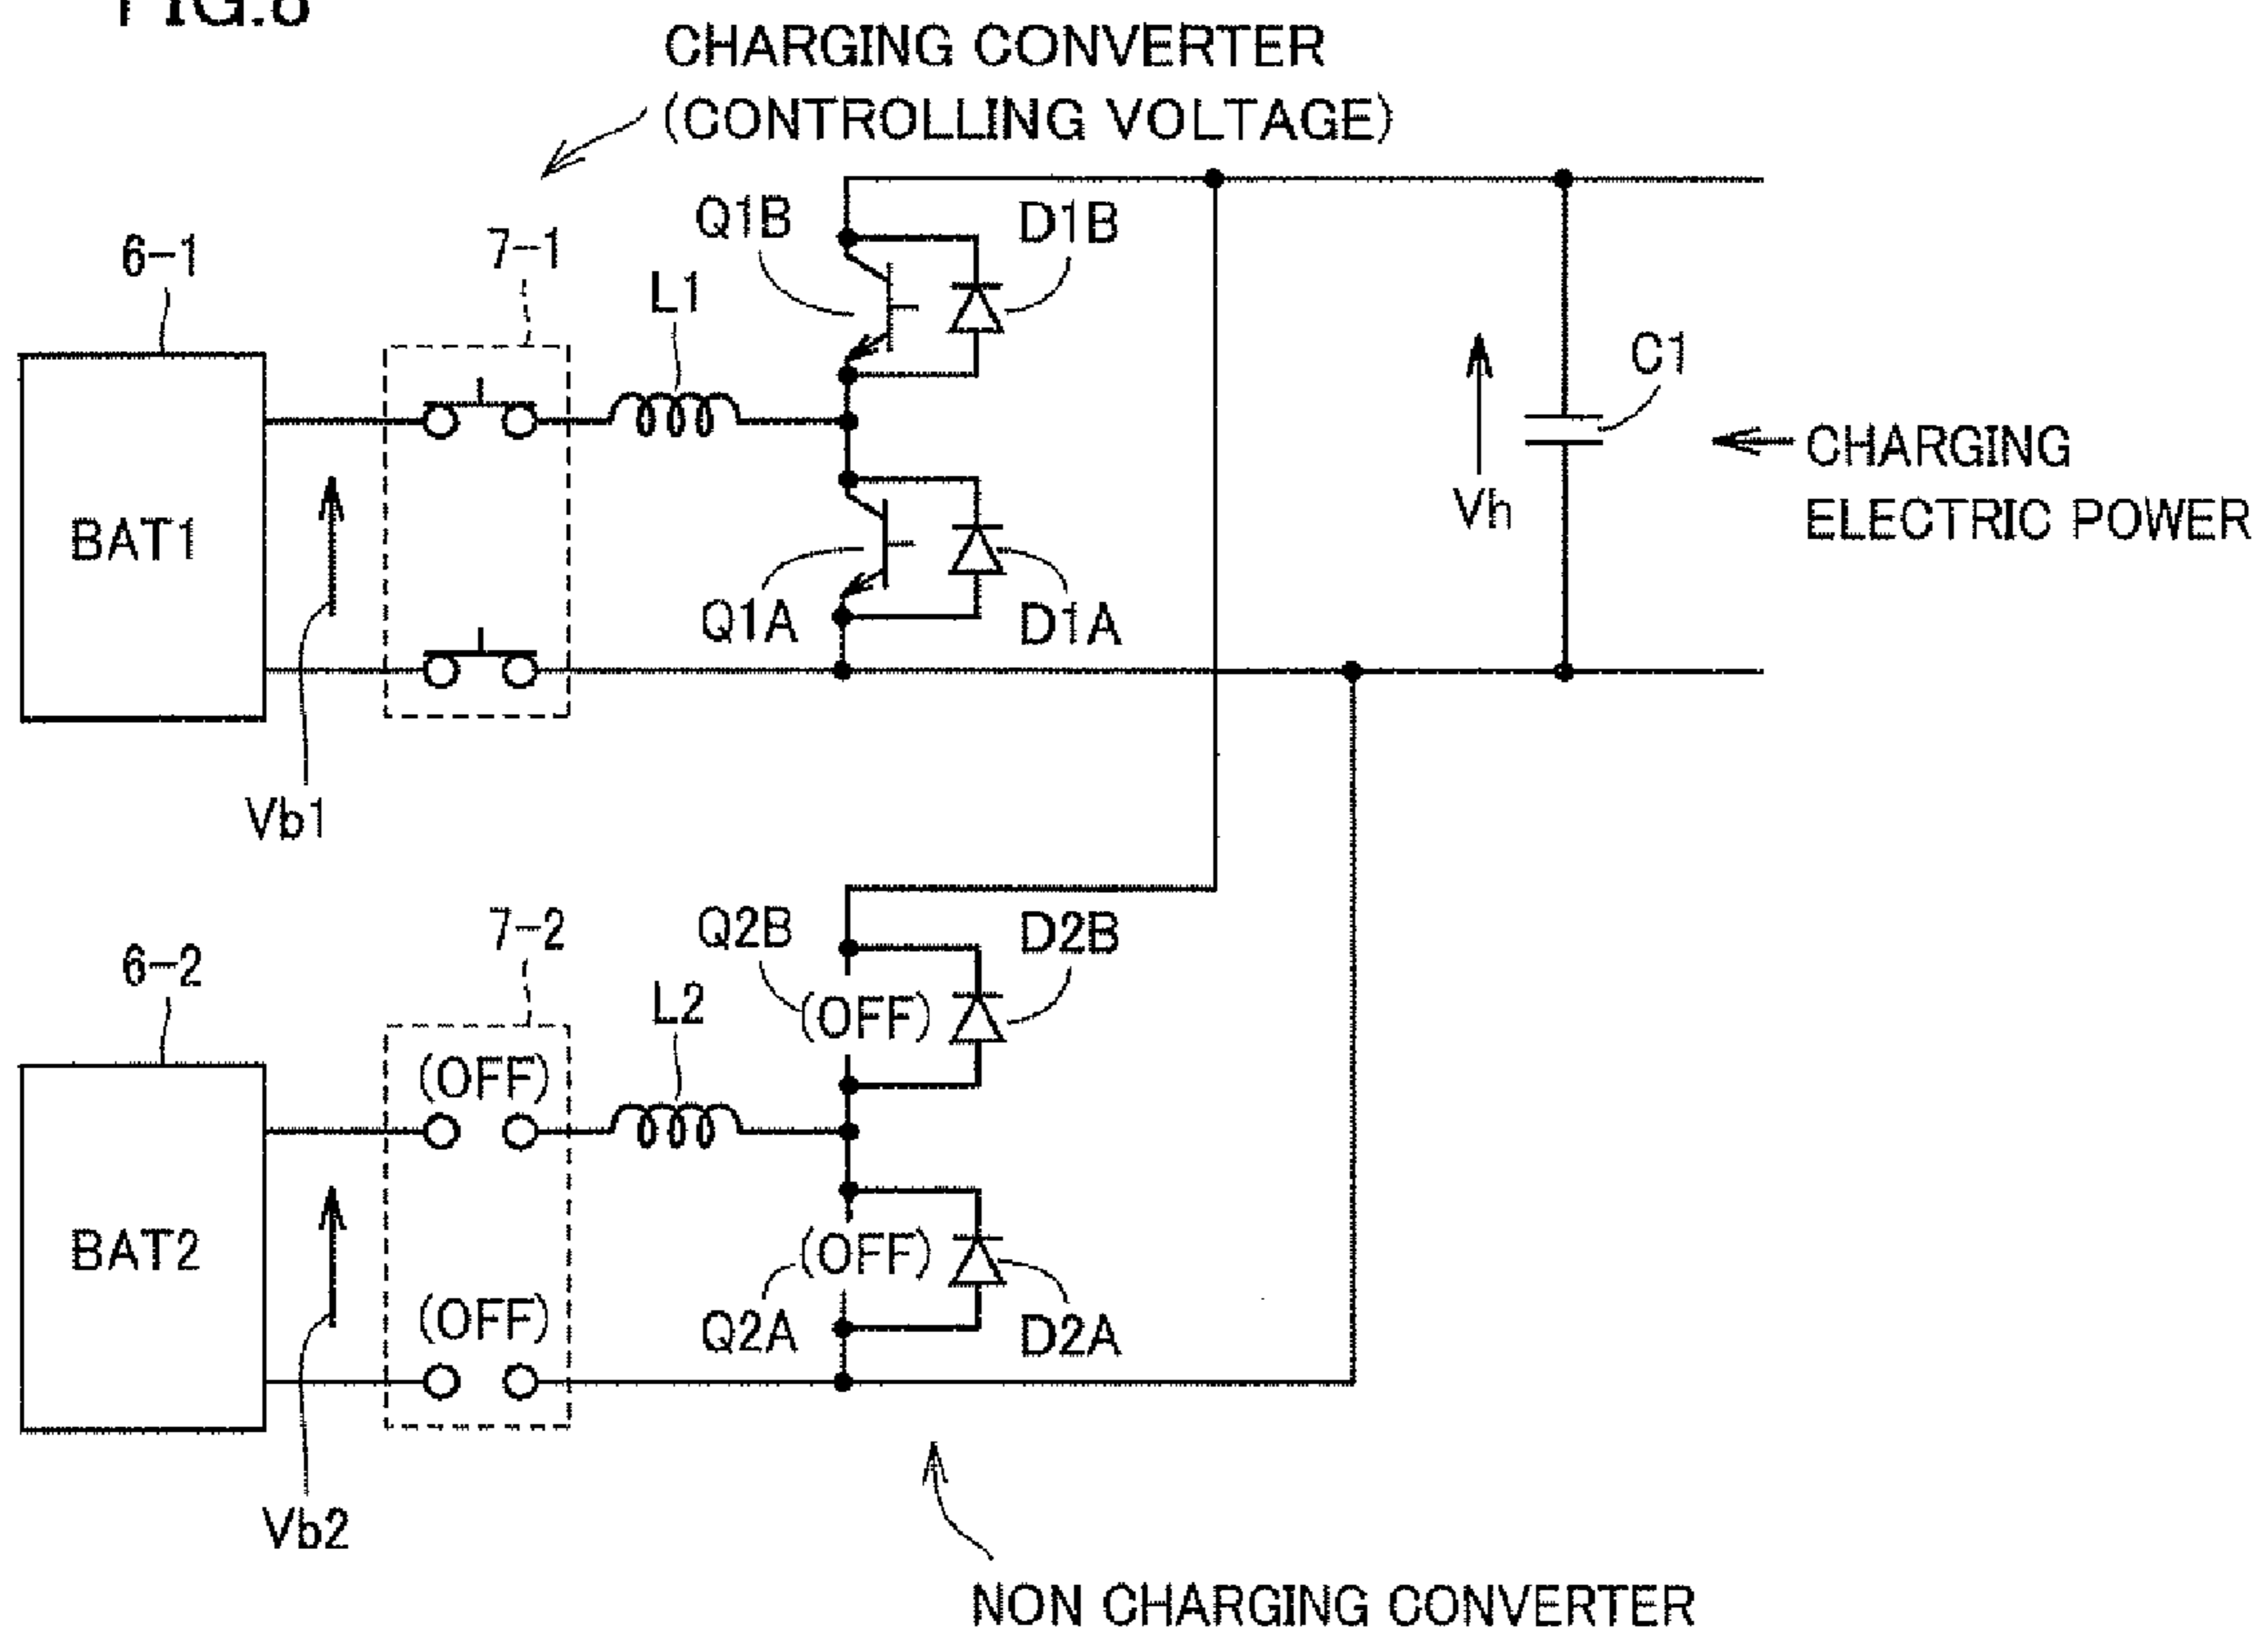 FIG.8
CHARGING CONVERTER
(CONTROLLING VOLTAGE)
Q1B
D1B
6-1
7-1
L1
C1
BAT1
Vh
CHARGING
ELECTRIC POWER
Q1A
D1A
Vb1
Q2B
D2B
7-2
6-2
L2
(OFF)
(OFF)
BAT2
(OFF)
(OFF)
Q2A
D2A
Vb2
NON CHARGING CONVERTER